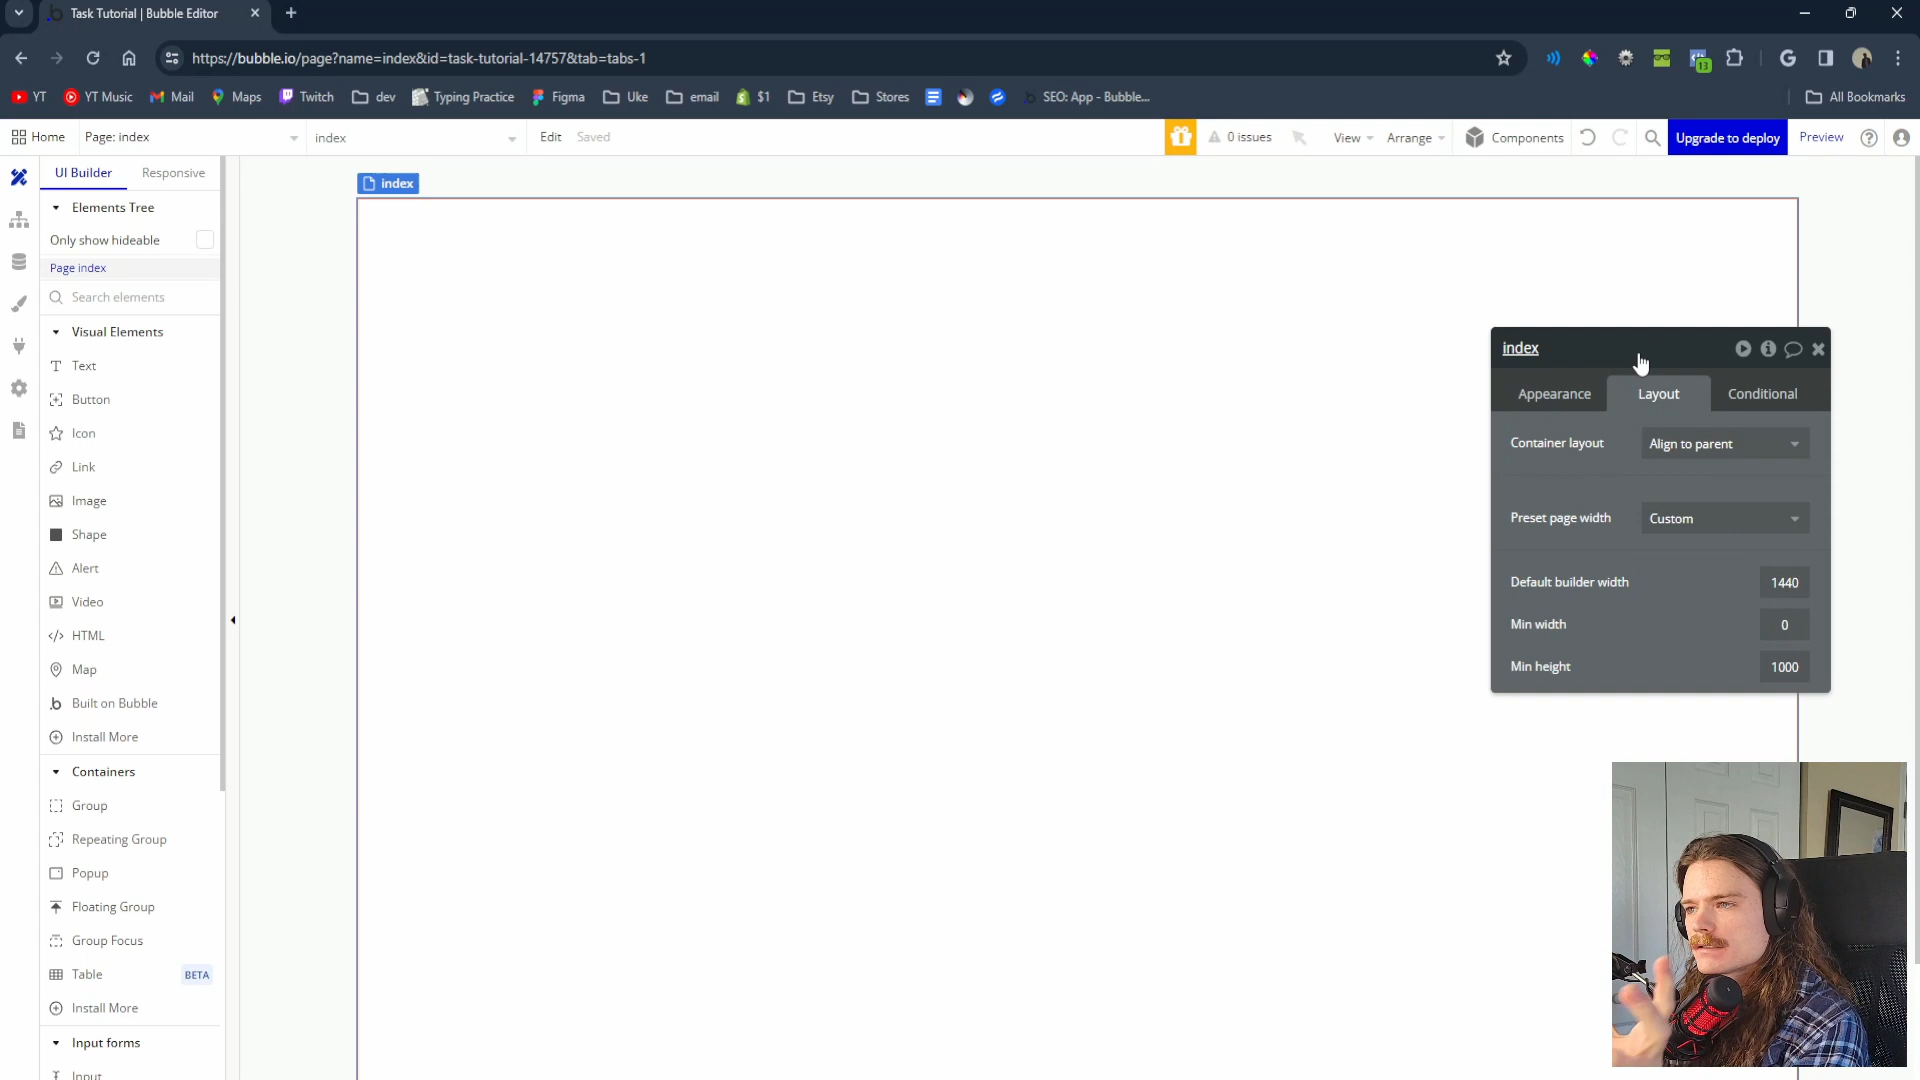 Task Tutorial | Bubble Editor
https://bubble.io/page?name=index&id=task-tutorial-14757&tab=tabs-1
13
YT
YT Music
Mail
Maps
Twitch
dev
Typing Practice
Figma
Uke
email
$1
Etsy
Stores
SEO: App - Bubble...
All Bookmarks
Home
Page: index
index
Edit
Saved
0 issues
View
Arrange
Components
Upgrade to deploy
Preview
UI Builder
Responsive
index
Elements Tree
Only show hideable
Page index
Search elements
Visual Elements
Text
Button
Icon
Link
Image
Shape
Alert
Video
HTML
Map
Built on Bubble
Install More
Containers
Group
Repeating Group
Popup
Floating Group
Group Focus
Table
BETA
Install More
Input forms
Input
index
Appearance
Layout
Conditional
Container layout
Align to parent
Preset page width
Custom
Default builder width
1440
Min width
0
Min height
1000